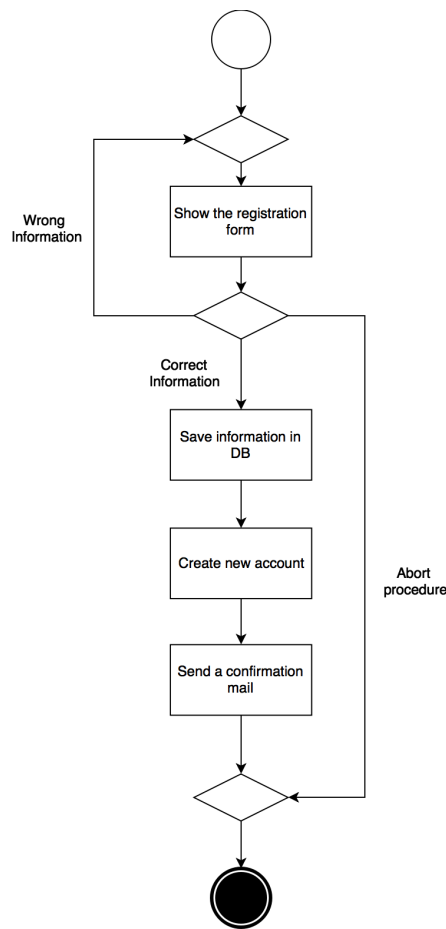 Show the registration
form
Wrong
Information
Correct
Information
Save information in
DB
Create new account
Abort
procedure
Send a confirmation
mail